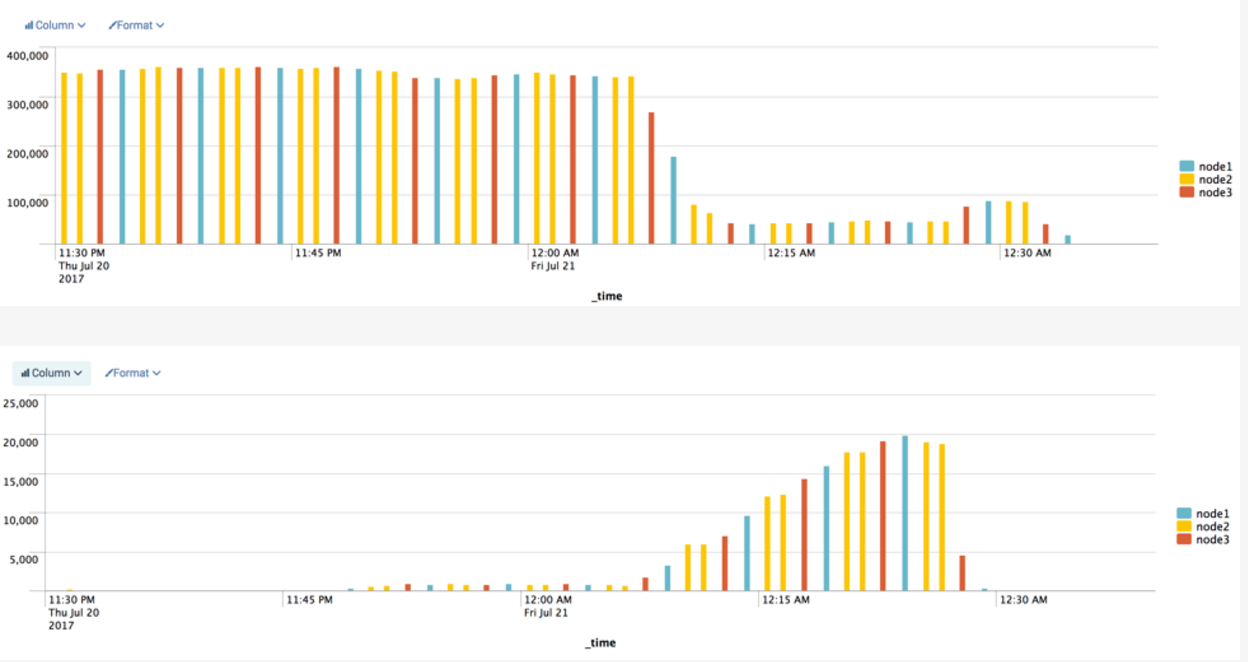 Column Format
400,000
300,000
200,000
100,000
node1
node2
node3
11:30 PM 11:45 PM 12:00 AM 12:15 AM 12:30 AM
Thu Jul 20 Fri Jul 21
2017
_time
Column Format
25,000
20,000
15,000
10,000
5,000
node1
node2
node3
11:30 PM 11:45 PM 12:00 AM 12:15 AM 12:30 AM
Thu Jul 20 Fri Jul 21
2017
_time